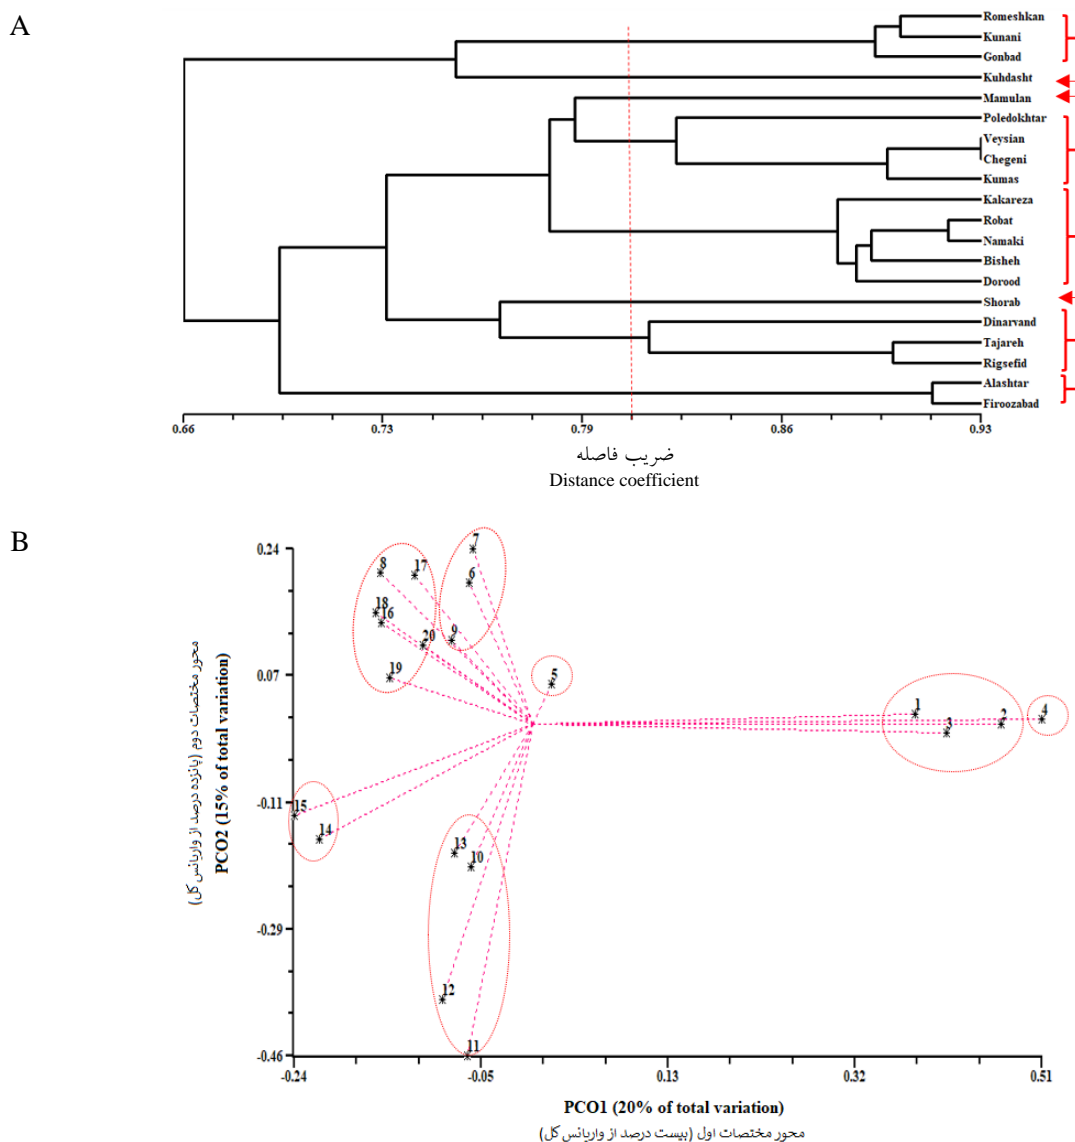 A
Romeshkan
Kunani
Gonbad
Kuhdasht
Mamulan
Poledokhtar
Veysian
Chegeni
Kumas
Kakareza
Robat
Namaki
Bisheh
Dorood
Shorab
Dinarvand
Tajareh
Rigsefid
Alashtar
Firoozabad
0.66 0.73 0.79 0.86 0.93
ضریب فاصله
Distance coefficient
B
محور مختصات دوم (پانزده درصد از واریانس کل)
PCO2 (15% of total variation)
0.24
0.07
-0.11
-0.29
-0.46
7
8
17
6
18
16
20
9
19
5
1
2
3
4
15
14
13
10
12
11
-0.24 -0.05 0.13 0.32 0.51
PCO1 (20% of total variation)
محور مختصات اول (بیست درصد از واریانس کل)